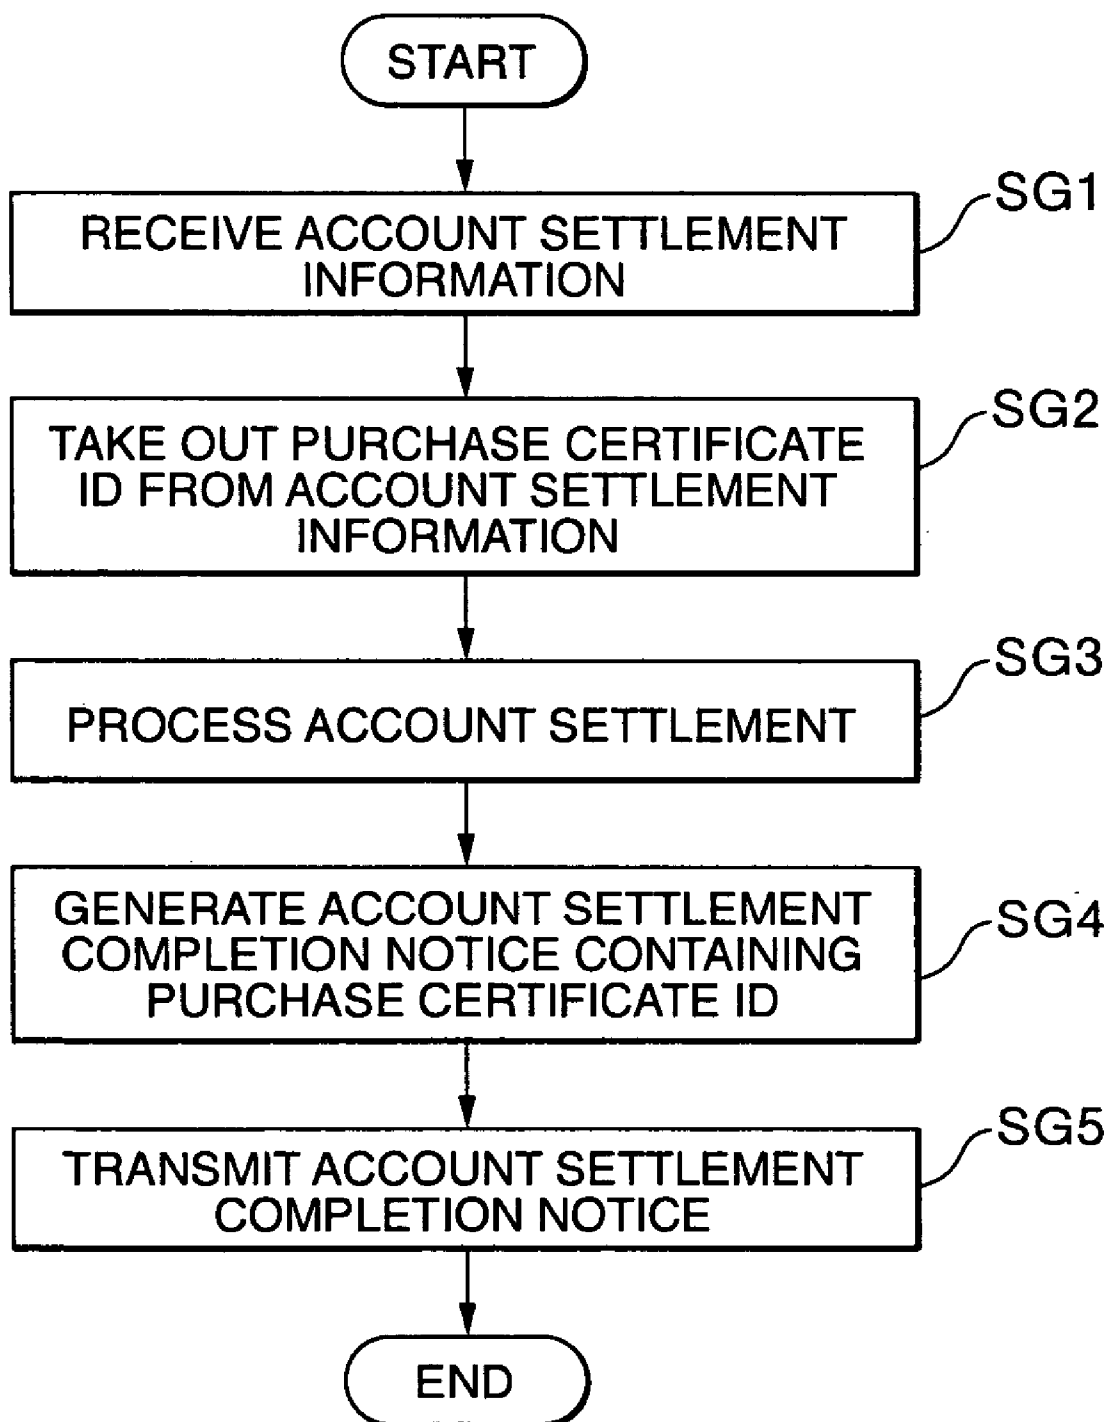 START
SG1
RECEIVE ACCOUNT SETTLEMENT
INFORMATION
SG2
TAKE OUT PURCHASE CERTIFICATE
ID FROM ACCOUNT SETTLEMENT
INFORMATION
SG3
PROCESS ACCOUNT SETTLEMENT
SG4
GENERATE ACCOUNT SETTLEMENT
COMPLETION NOTICE CONTAINING
PURCHASE CERTIFICATE ID
SG5
TRANSMIT ACCOUNT SETTLEMENT
COMPLETION NOTICE
END